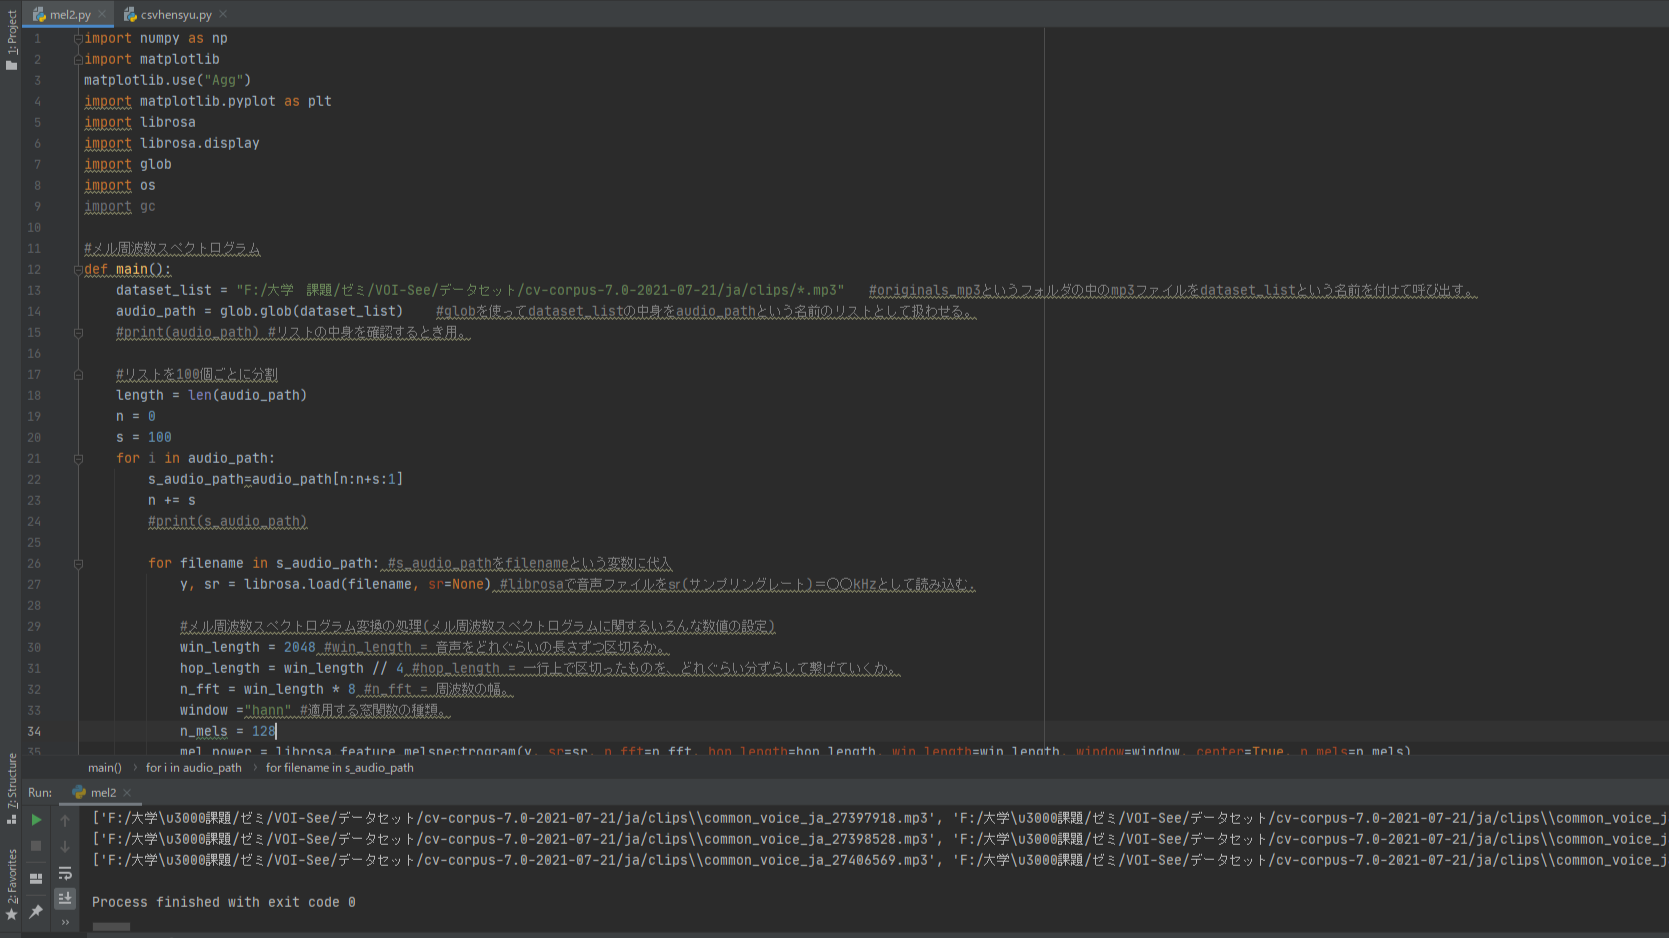 mel2.py
csvhensyu.py
1: Project
1 import numpy as np
2 import matplotlib
3 matplotlib.use("Agg")
4 import matplotlib.pyplot as plt
5 import librosa
6 import librosa.display
7 import glob
8 import os
9 import gc
10
11 #メル周波数スペクトログラム
12 def main():
13 dataset_list = "F:/大学　課題/ゼミ/VOI-See/データセット/cv-corpus-7.0-2021-07-21/ja/clips/*.mp3" #originals_mp3というフォルダの中のmp3ファイルをdataset_listという名前を付けて呼び出す。
14 audio_path = glob.glob(dataset_list) #globを使ってdataset_listの中身をaudio_pathという名前のリストとして扱わせる。
15 #print(audio_path) #リストの中身を確認するとき用。
16
17 #リストを100個ごとに分割
18 length = len(audio_path)
19 n = 0
20 s = 100
21 for i in audio_path:
22 s_audio_path=audio_path[n:n+s:1]
23 n += s
24 #print(s_audio_path)
25
26 for filename in s_audio_path: #s_audio_pathをfilenameという変数に代入
27 y, sr = librosa.load(filename, sr=None) #librosaで音声ファイルをsr(サンプリングレート)=〇〇kHzとして読み込む.
28
29 #メル周波数スペクトログラム変換の処理(メル周波数スペクトログラムに関するいろんな数値の設定)
30 win_length = 2048 #win_length = 音声をどれぐらいの長さずつ区切るか。
31 hop_length = win_length // 4 #hop_length = 一行上で区切ったものを、どれぐらい分ずらして繋げていくか。
32 n_fft = win_length * 8 #n_fft = 周波数の幅。
33 window ="hann" #適用する窓関数の種類。
34 n_mels = 128
35 mel_power = librosa.feature.melspectrogram(y, sr=sr, n_fft=n_fft, hop_length=hop_length, win_length=win_length, window=window, center=True, n_mels=n_mels)
main() › for i in audio_path › for filename in s_audio_path
7: Structure
2: Favorites
Run: mel2
['F:/大学\u3000課題/ゼミ/VOI-See/データセット/cv-corpus-7.0-2021-07-21/ja/clips\\common_voice_ja_27397918.mp3', 'F:/大学\u3000課題/ゼミ/VOI-See/データセット/cv-corpus-7.0-2021-07-21/ja/clips\\common_voice_j
['F:/大学\u3000課題/ゼミ/VOI-See/データセット/cv-corpus-7.0-2021-07-21/ja/clips\\common_voice_ja_27398528.mp3', 'F:/大学\u3000課題/ゼミ/VOI-See/データセット/cv-corpus-7.0-2021-07-21/ja/clips\\common_voice_j
['F:/大学\u3000課題/ゼミ/VOI-See/データセット/cv-corpus-7.0-2021-07-21/ja/clips\\common_voice_ja_27406569.mp3', 'F:/大学\u3000課題/ゼミ/VOI-See/データセット/cv-corpus-7.0-2021-07-21/ja/clips\\common_voice_j
Process finished with exit code 0